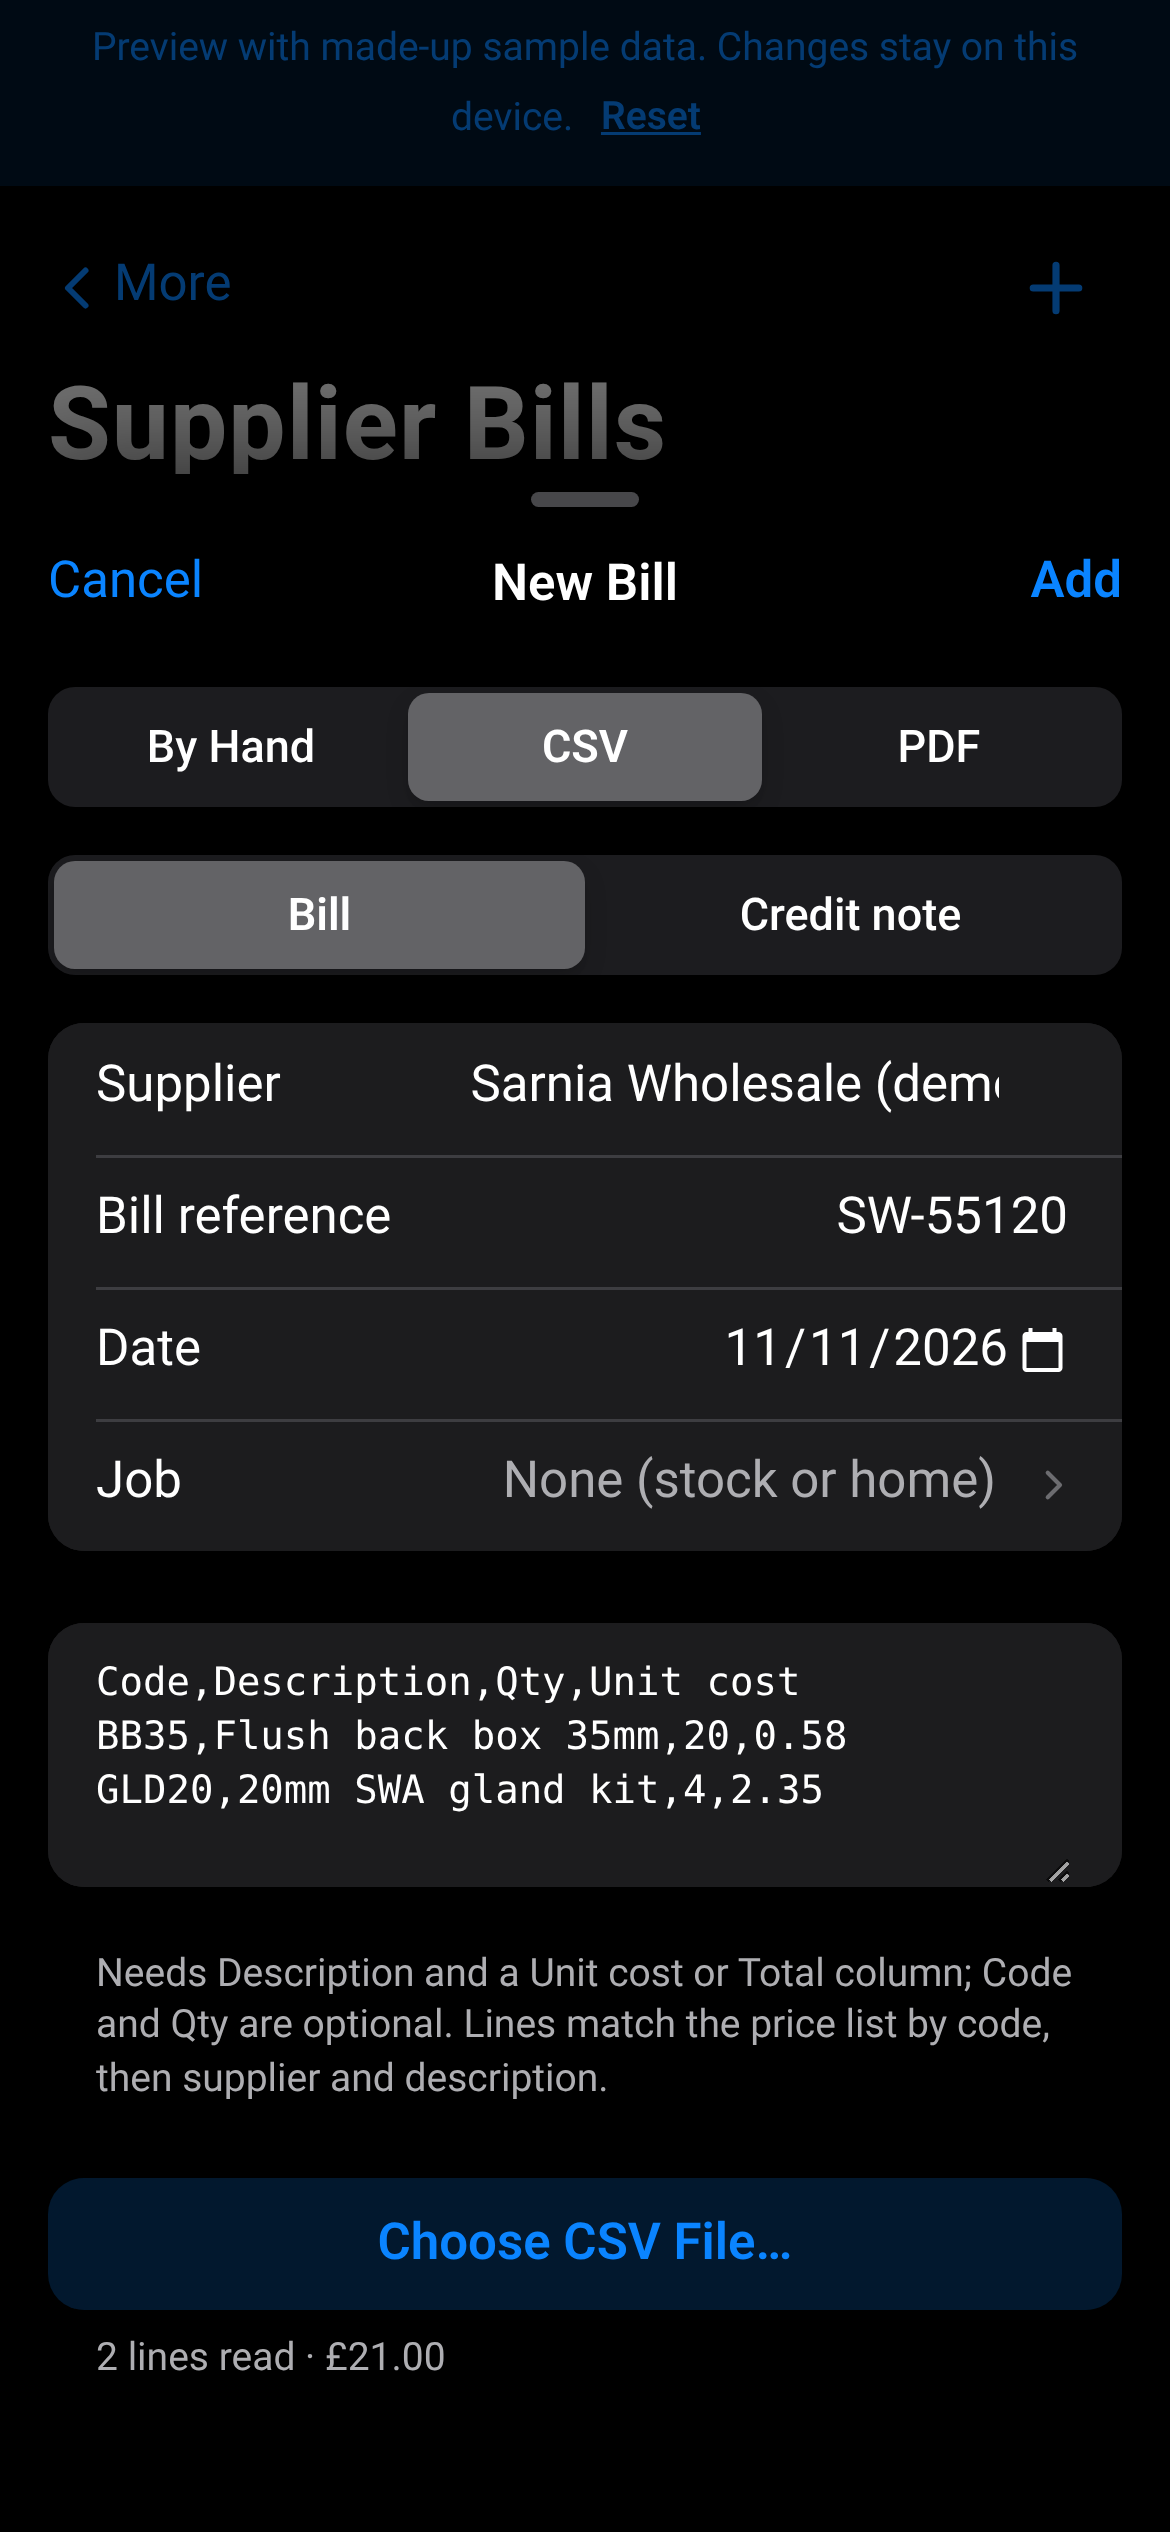 Preview with made-up sample data. Changes stay on this
device. Reset
More
Supplier Bills
Cancel New Bill Add
By Hand CSV PDF
Bill Credit note
Supplier Sarnia Wholesale (dem
Bill reference SW-55120
Date 11/11/2026
Job None (stock or home)
Code,Description,Qty,Unit cost
BB35,Flush back box 35mm,20,0.58
GLD20,20mm SWA gland kit,4,2.35
Needs Description and a Unit cost or Total column; Code
and Qty are optional. Lines match the price list by code,
then supplier and description.
Choose CSV File...
2 lines read · £21.00